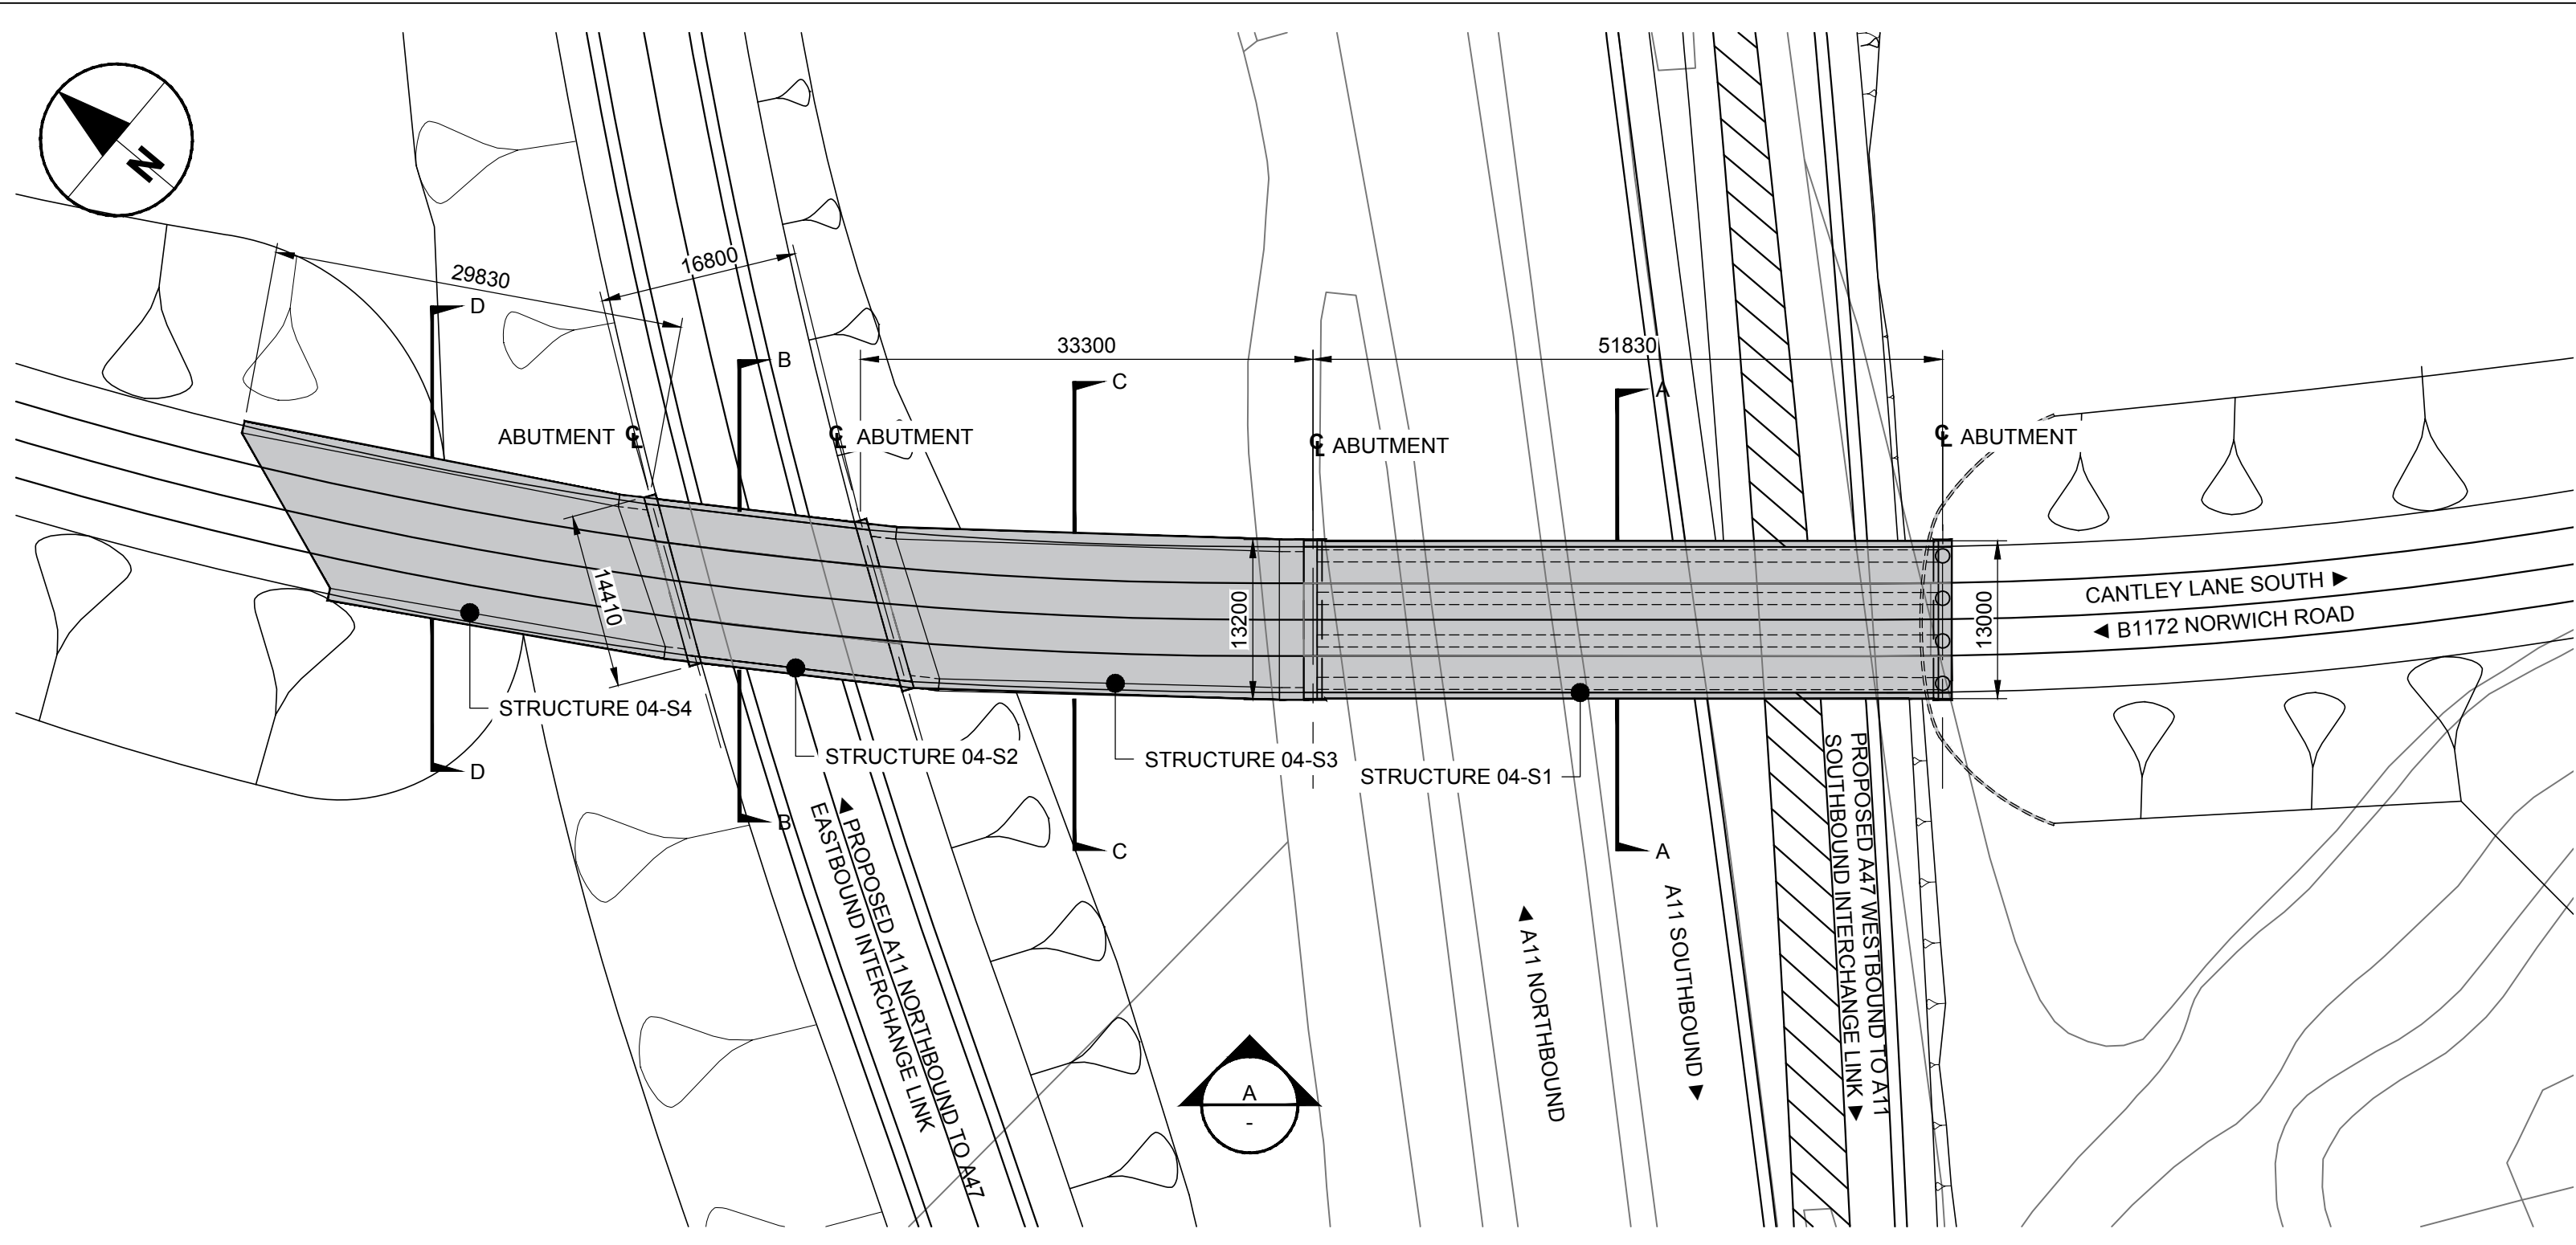 N
29830
16800
D
B
33300
51830
C
A
ABUTMENT ℄
℄ ABUTMENT
℄ ABUTMENT
℄ ABUTMENT
14410
13200
13000
CANTLEY LANE SOUTH ►
◄ B1172 NORWICH ROAD
STRUCTURE 04-S4
STRUCTURE 04-S2
STRUCTURE 04-S3
STRUCTURE 04-S1
D
B
C
A
◄ PROPOSED A11 NORTHBOUND TO A47
EASTBOUND INTERCHANGE LINK
◄ A11 NORTHBOUND
A11 SOUTHBOUND ►
PROPOSED A47 WESTBOUND TO A11
SOUTHBOUND INTERCHANGE LINK ►
A
-